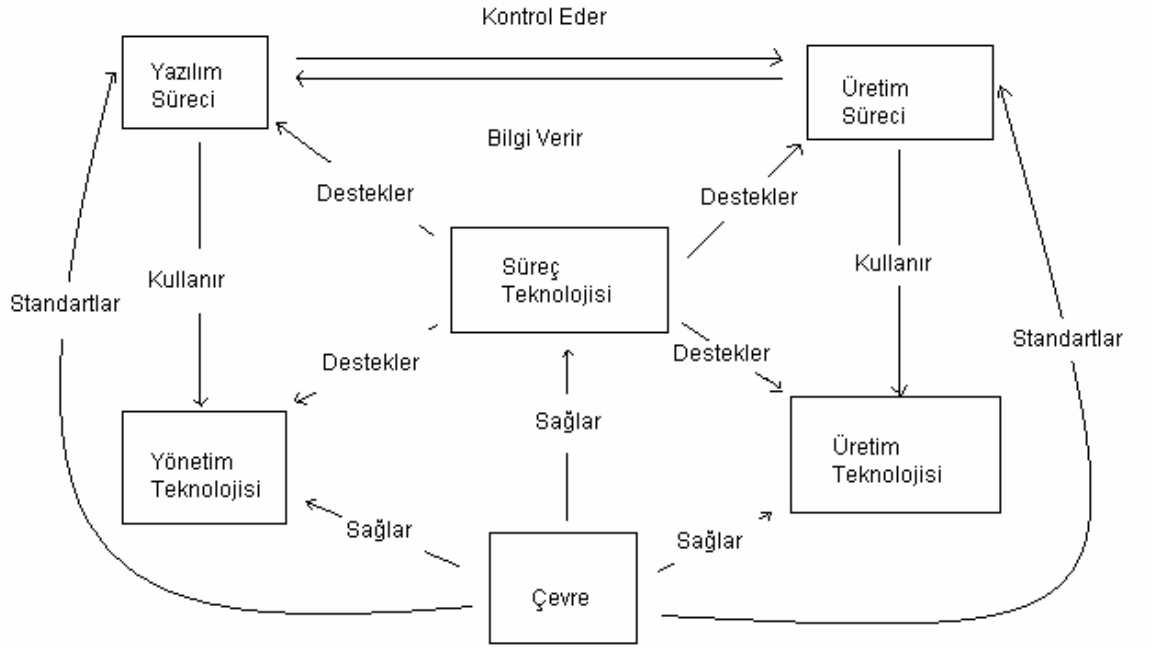 Kontrol Eder
Yazılım
Süreci
Üretim
Süreci
Bilgi Verir
Destekler
Destekler
Süreç
Teknolojisi
Kullanır
Kullanır
Standartlar
Standartlar
Destekler
Destekler
Sağlar
Yönetim
Teknolojisi
Üretim
Teknolojisi
Sağlar
Sağlar
Çevre